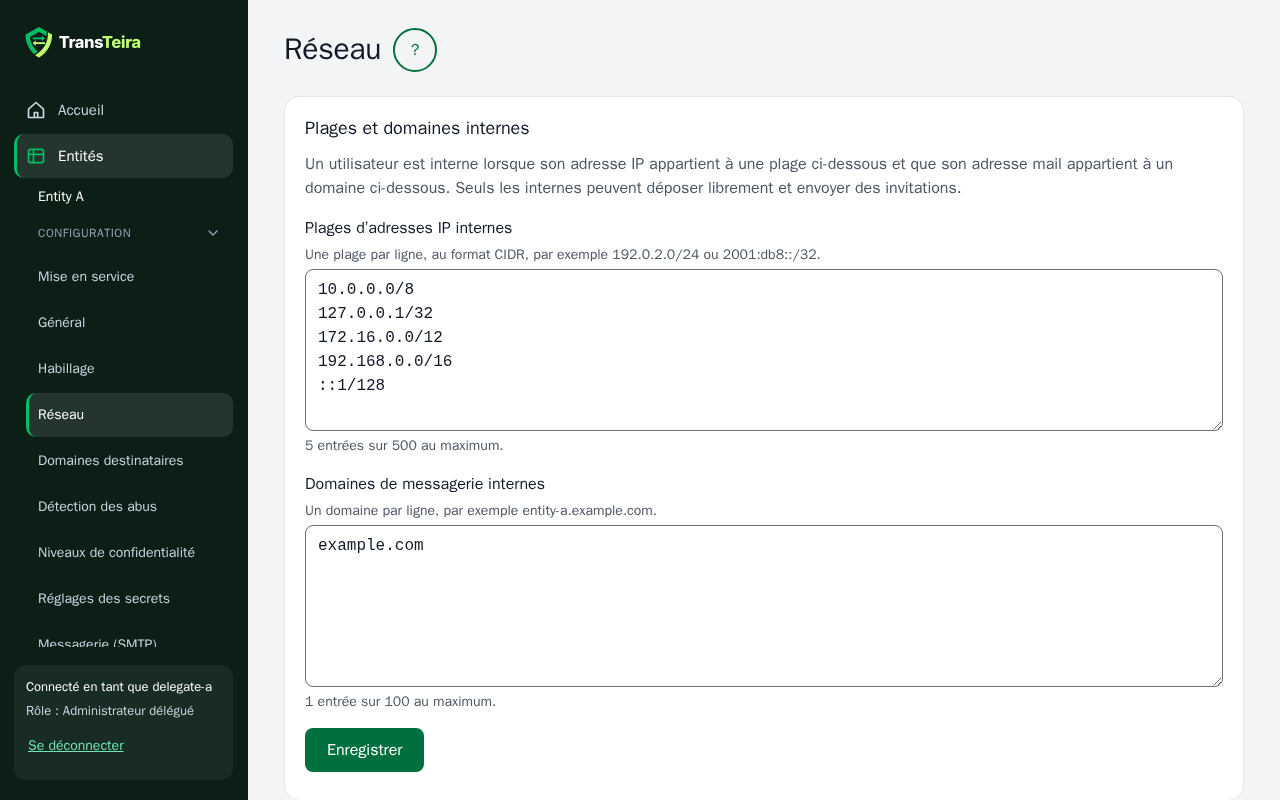 TransTeira
Accueil
Entités
Entity A
CONFIGURATION
Mise en service
Général
Habillage
Réseau
Domaines destinataires
Détection des abus
Niveaux de confidentialité
Réglages des secrets
Messagerie (SMTP)
Connecté en tant que delegate-a
Rôle : Administrateur délégué
Se déconnecter
Réseau
?
Plages et domaines internes
Un utilisateur est interne lorsque son adresse IP appartient à une plage ci-dessous et que son adresse mail appartient à un
domaine ci-dessous. Seuls les internes peuvent déposer librement et envoyer des invitations.
Plages d’adresses IP internes
Une plage par ligne, au format CIDR, par exemple 192.0.2.0/24 ou 2001:db8::/32.
10.0.0.0/8
127.0.0.1/32
172.16.0.0/12
192.168.0.0/16
::1/128
5 entrées sur 500 au maximum.
Domaines de messagerie internes
Un domaine par ligne, par exemple entity-a.example.com.
example.com
1 entrée sur 100 au maximum.
Enregistrer